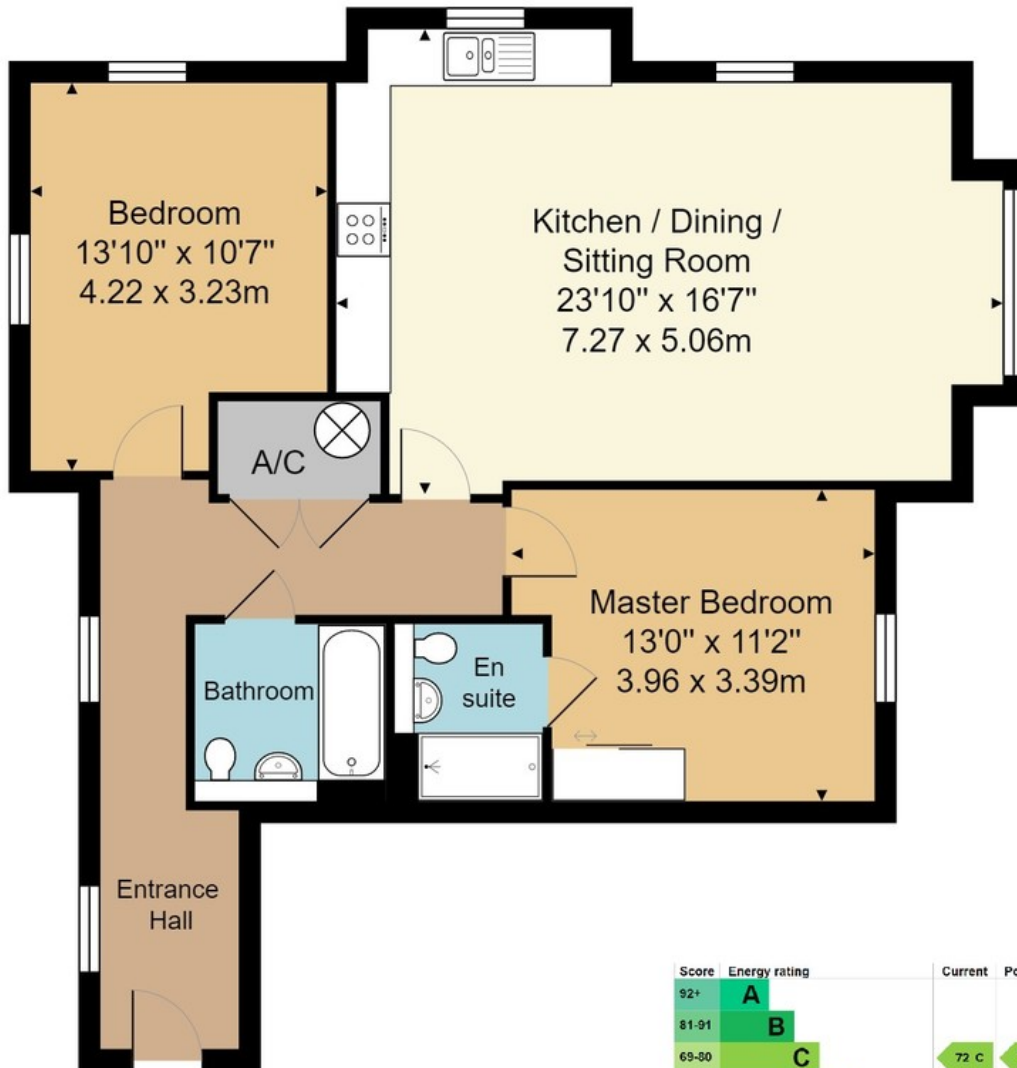 Bedroom
13'10" x 10'7"
4.22 x 3.23m
Kitchen / Dining /
Sitting Room
23'10" x 16'7"
7.27 x 5.06m
A/C
Master Bedroom
13'0" x 11'2"
3.96 x 3.39m
Bathroom
En
suite
Entrance
Hall
Score Energy rating Current
92+ A
81-91 B
69-80 C 72 C